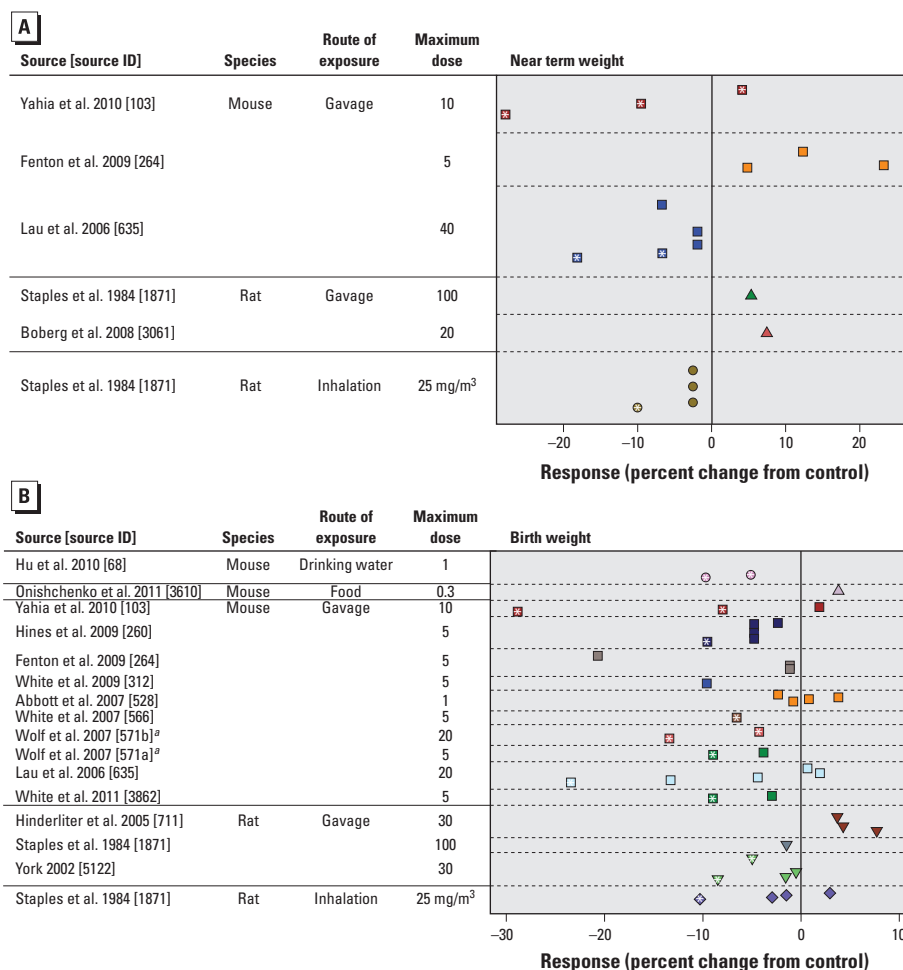 A
Source [source ID] Species Route of exposure Maximum dose Near term weight
Yahia et al. 2010 [103] Mouse Gavage 10
Fenton et al. 2009 [264] 5
Lau et al. 2006 [635] 40
Staples et al. 1984 [1871] Rat Gavage 100
Boberg et al. 2008 [3061] 20
Staples et al. 1984 [1871] Rat Inhalation 25 mg/m³
–20 –10 0 10 20
Response (percent change from control)
B
Source [source ID] Species Route of exposure Maximum dose Birth weight
Hu et al. 2010 [68] Mouse Drinking water 1
Onishchenko et al. 2011 [3610] Mouse Food 0.3
Yahia et al. 2010 [103] Mouse Gavage 10
Hines et al. 2009 [260] 5
Fenton et al. 2009 [264] 5
White et al. 2009 [312] 5
Abbott et al. 2007 [528] 1
White et al. 2007 [566] 5
Wolf et al. 2007 [571b]ᵃ 20
Wolf et al. 2007 [571a]ᵃ 5
Lau et al. 2006 [635] 20
White et al. 2011 [3862] 5
Hinderliter et al. 2005 [711] Rat Gavage 30
Staples et al. 1984 [1871] 100
York 2002 [5122] 30
Staples et al. 1984 [1871] Rat Inhalation 25 mg/m³
–30 –20 –10 0 10
Response (percent change from control)